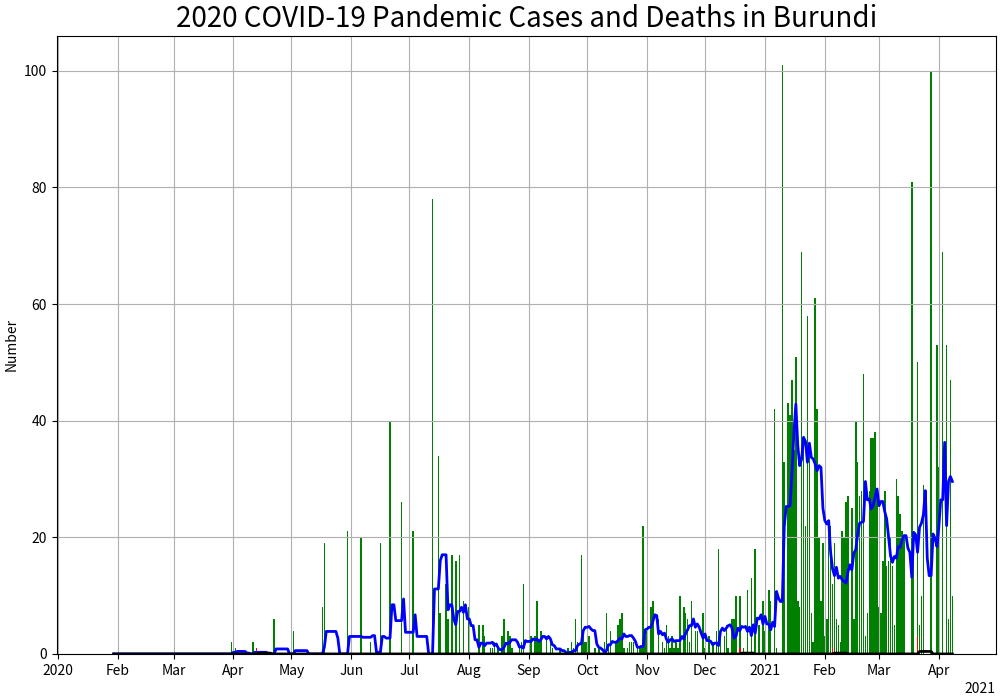 2020 COVID-19 Pandemic Cases and Deaths in Burundi
Number
100
80
60
40
20
0
2020 Feb Mar Apr May Jun Jul Aug Sep Oct Nov Dec 2021 Feb Mar Apr
2021